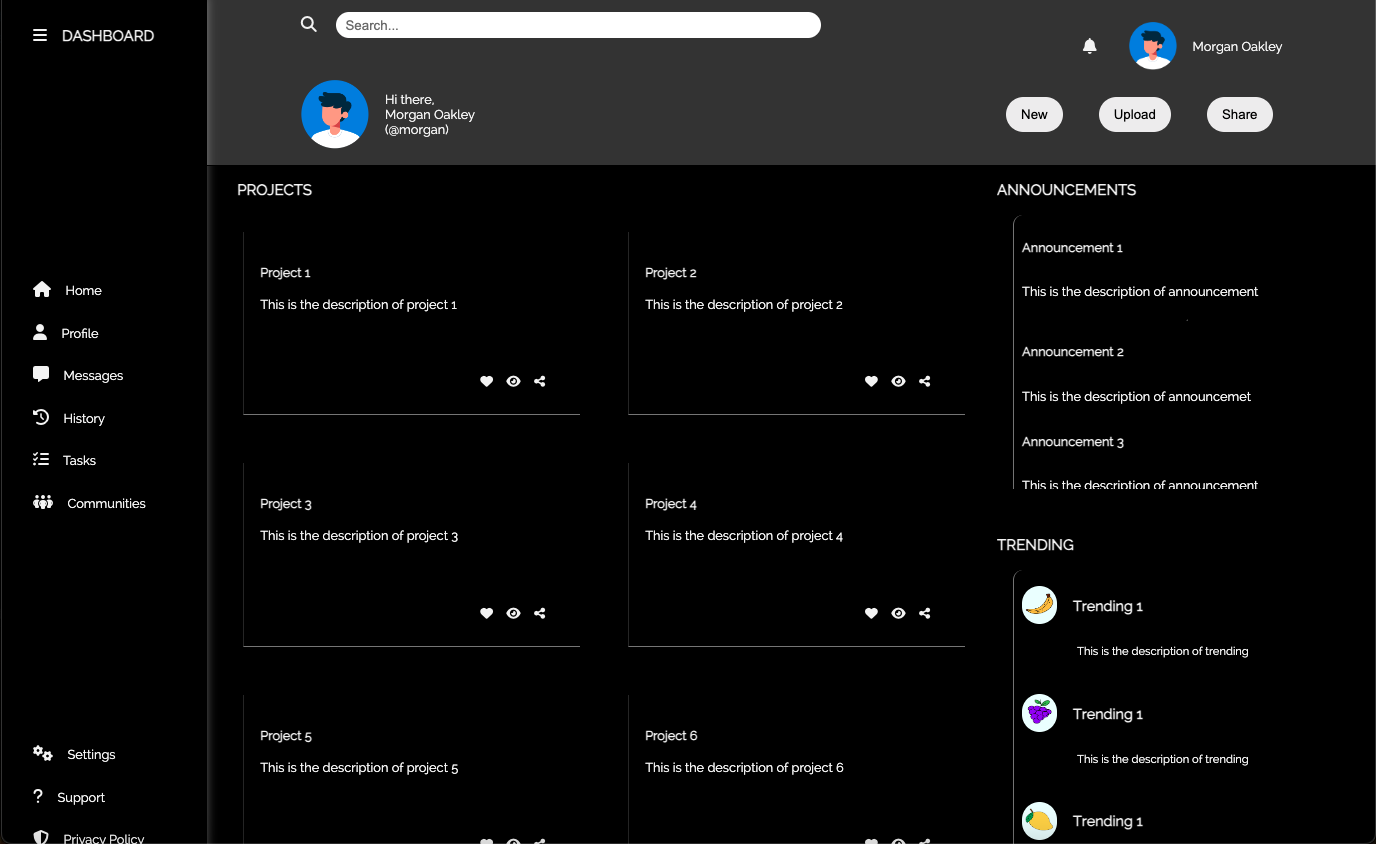 DASHBOARD
Search...
Morgan Oakley
Hi there,
Morgan Oakley
(@morgan)
New
Upload
Share
Home
Profile
Messages
History
Tasks
Communities
Settings
Support
Privacy Policy
PROJECTS
Project 1
This is the description of project 1
Project 2
This is the description of project 2
Project 3
This is the description of project 3
Project 4
This is the description of project 4
Project 5
This is the description of project 5
Project 6
This is the description of project 6
ANNOUNCEMENTS
Announcement 1
This is the description of announcement
Announcement 2
This is the description of announcemet
Announcement 3
This is the description of announcement
TRENDING
Trending 1
This is the description of trending
Trending 1
This is the description of trending
Trending 1